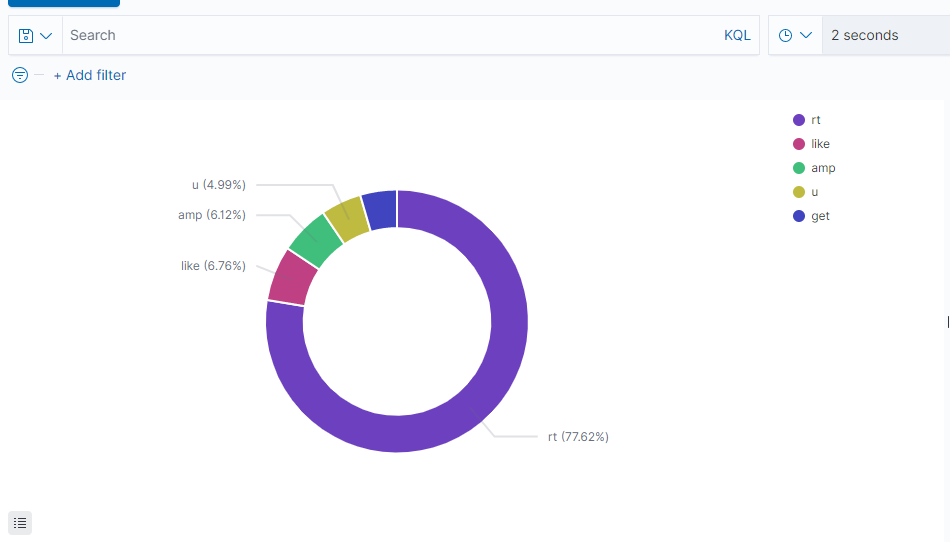 Search KQL 2 seconds
+ Add filter
rt
like
amp
u
get
u (4.99%)
amp (6.12%)
like (6.76%)
rt (77.62%)